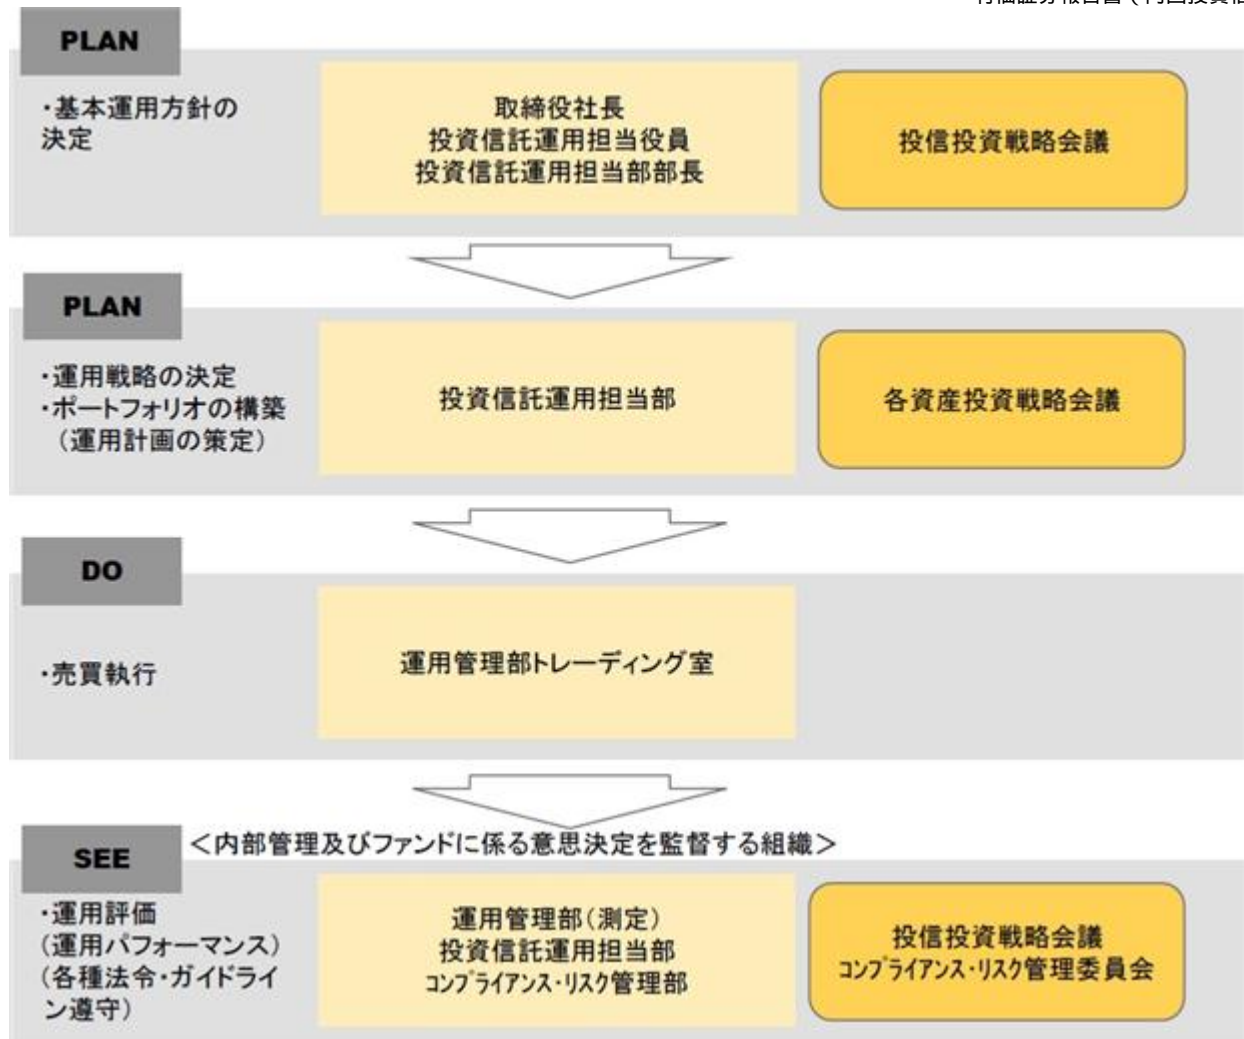 PLAN
・基本運用方針の
決定
取締役社長
投資信託運用担当役員
投資信託運用担当部部長
投信投資戦略会議
PLAN
・運用戦略の決定
・ポートフォリオの構築
（運用計画の策定）
投資信託運用担当部
各資産投資戦略会議
DO
・売買執行
運用管理部トレーディング室
SEE
＜内部管理及びファンドに係る意思決定を監督する組織＞
・運用評価
(運用パフォーマンス)
(各種法令・ガイドライ
ン遵守)
運用管理部(測定)
投資信託運用担当部
ｺﾝﾌﾟﾗｲｱﾝｽ・ﾘｽｸ管理部
投信投資戦略会議
ｺﾝﾌﾟﾗｲｱﾝｽ・ﾘｽｸ管理委員会